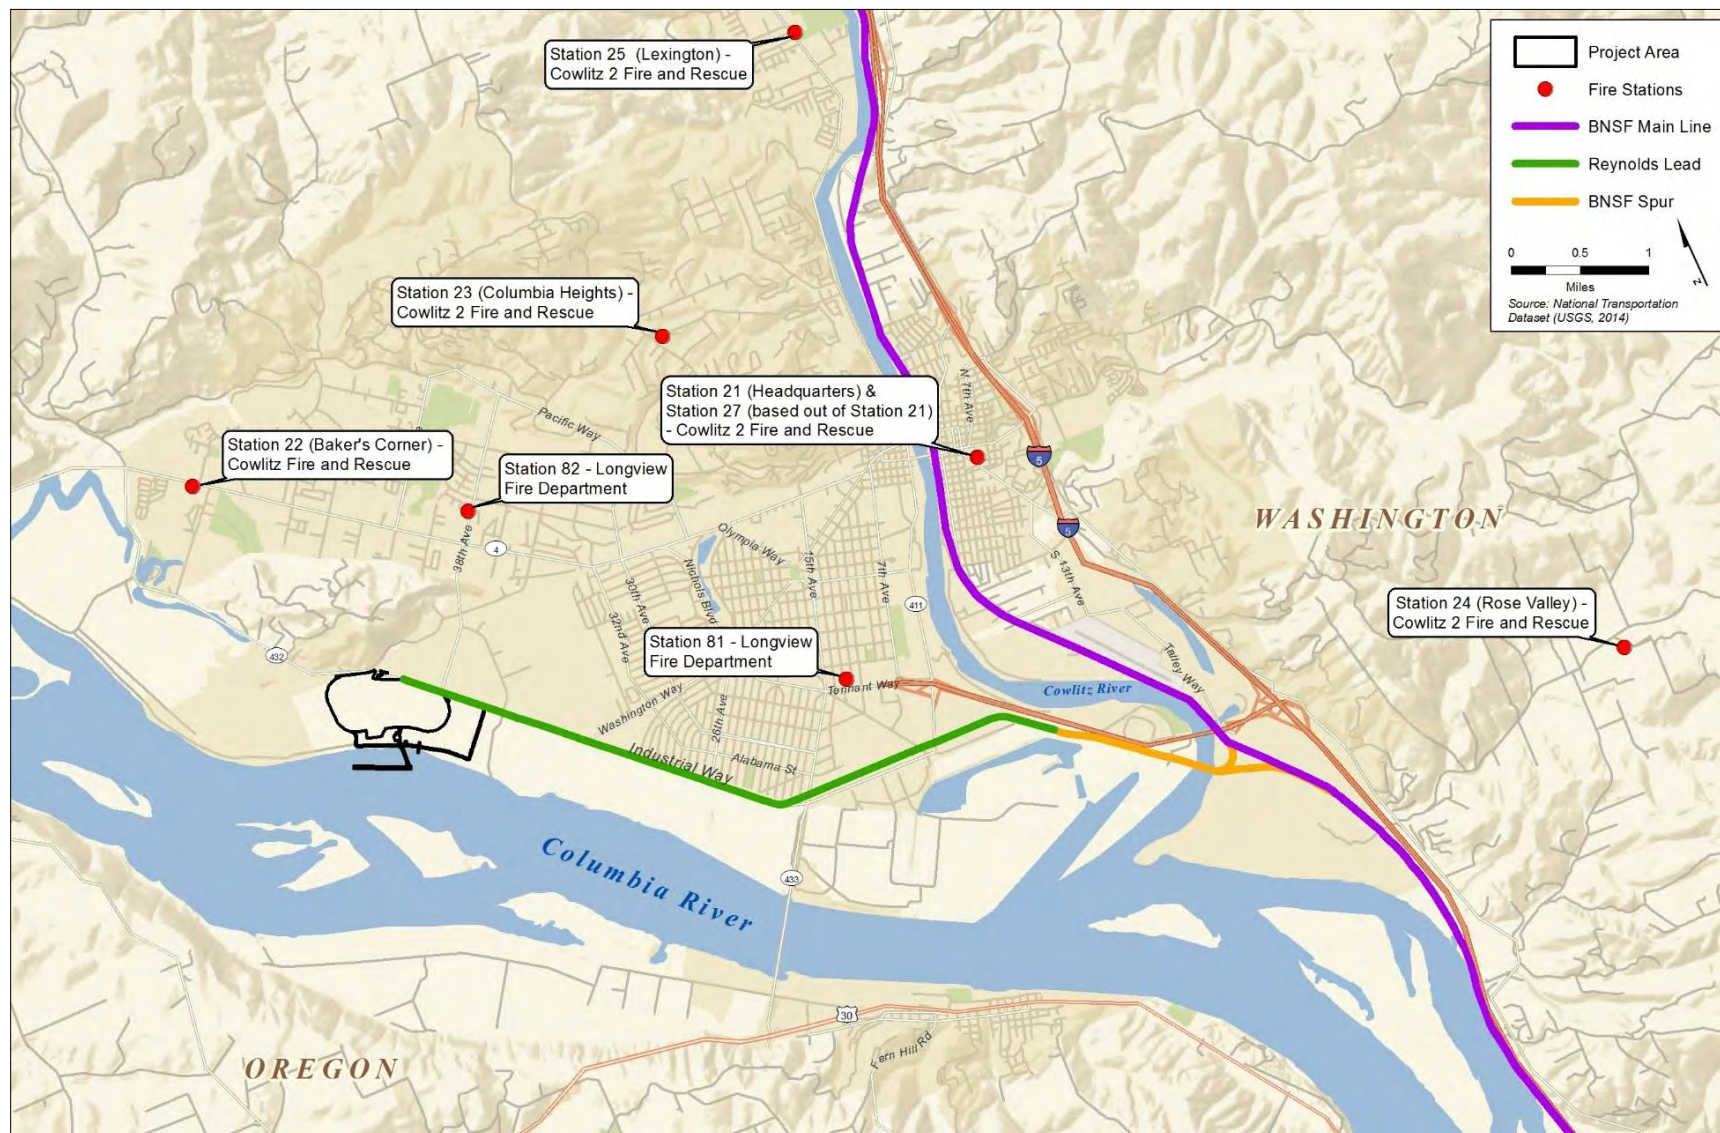 Station 25 (Lexington) -
Cowlitz 2 Fire and Rescue
Project Area
Fire Stations
BNSF Main Line
Reynolds Lead
BNSF Spur
0 0.5 1
Miles
N
Source: National Transportation
Dataset (USGS, 2014)
Station 23 (Columbia Heights) -
Cowlitz 2 Fire and Rescue
Station 21 (Headquarters) &
Station 27 (based out of Station 21)
- Cowlitz 2 Fire and Rescue
N 7th Ave
Pacific Way
Station 22 (Baker's Corner) -
Cowlitz Fire and Rescue
Station 82 - Longview
Fire Department
5
5
WASHINGTON
38th Ave
4
Olympia Way
Nichols Blvd
30th Ave
32nd Ave
15th Ave
7th Ave
411
S 13th Ave
Talley Way
Station 24 (Rose Valley) -
Cowlitz 2 Fire and Rescue
Station 81 - Longview
Fire Department
432
Tennant Way
Cowlitz River
Washington Way
26th Ave
Industrial Way
Alabama St
Columbia River
433
30
Fern Hill Rd
OREGON